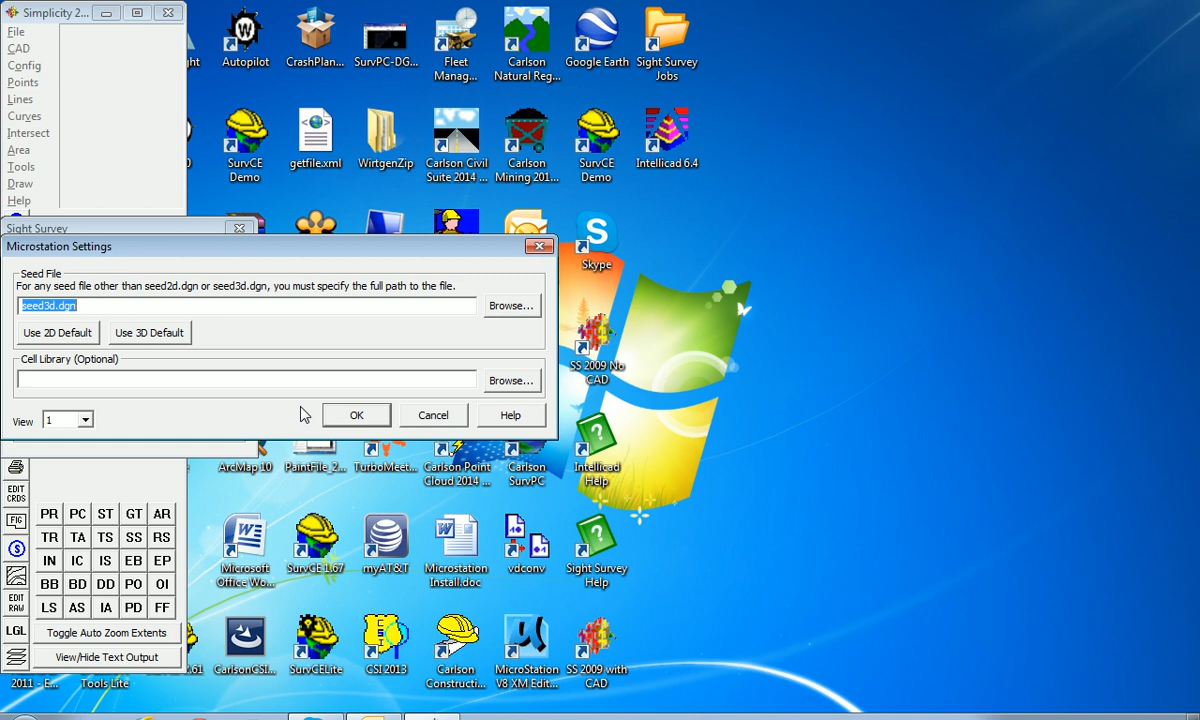 Simplicity 2...
File
CAD
Config
Points
Lines
Curves
Intersect
Area
Tools
Draw
Help
ht
Autopilot
CrashPlan...
SurvPC-DG...
Fleet
Manag...
Carlson
Natural Reg...
Google Earth
Sight Survey
Jobs
SurvCE
Demo
getfile.xml
WirtgenZip
Carlson Civil
Suite 2014 ...
Carlson
Mining 201...
SurvCE
Demo
Intellicad 6.4
Skype
Sight Survey
Microstation Settings
Seed File
For any seed file other than seed2d.dgn or seed3d.dgn, you must specify the full path to the file.
seed3d.dgn
Browse...
Use 2D Default
Use 3D Default
Cell Library (Optional)
Browse...
View
1
OK
Cancel
Help
SS 2009 No
CAD
ArcMap 10
PaintFile_2...
TurboMeet...
Carlson Point
Cloud 2014 ...
Carlson
SurvPC
Intellicad
Help
EDIT
CRDS
FIG
EDIT
RAW
LGL
PR PC ST GT AR
TR TA TS SS RS
IN IC IS EB EP
BB BD DD PO OI
LS AS IA PD FF
Toggle Auto Zoom Extents
View/Hide Text Output
Microsoft
Office Wo...
SurvCE 1.67
myAT&T
Microstation
Install.doc
vdconv
Sight Survey
Help
.61
CarlsonGSI...
SurvCELite
CSI 2013
Carlson
Constructi...
MicroStation
V8 XM Edit...
SS 2009 with
CAD
2011 - E...
Tools Lite